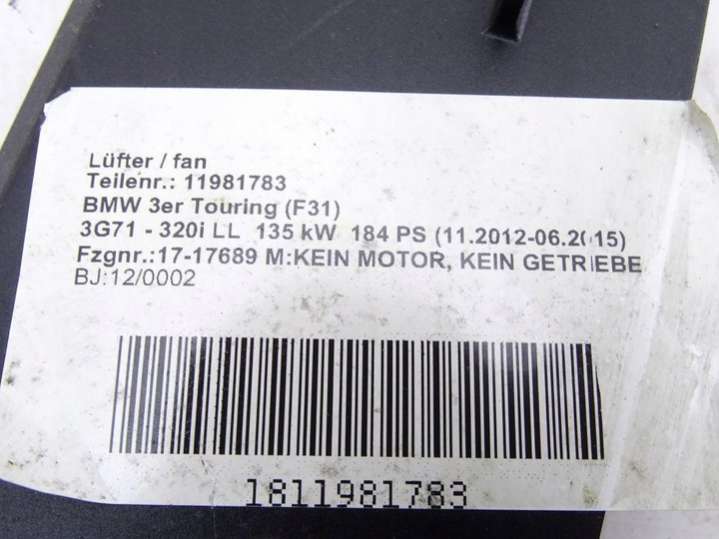 Lüfter / fan
Teilenr.: 11981783
BMW 3er Touring (F31)
3G71 - 320i LL 135 kW 184 PS (11.2012-06.2015)
Fzgnr.:17-17689 M:KEIN MOTOR, KEIN GETRIEBE
BJ:12/0002
1811981783